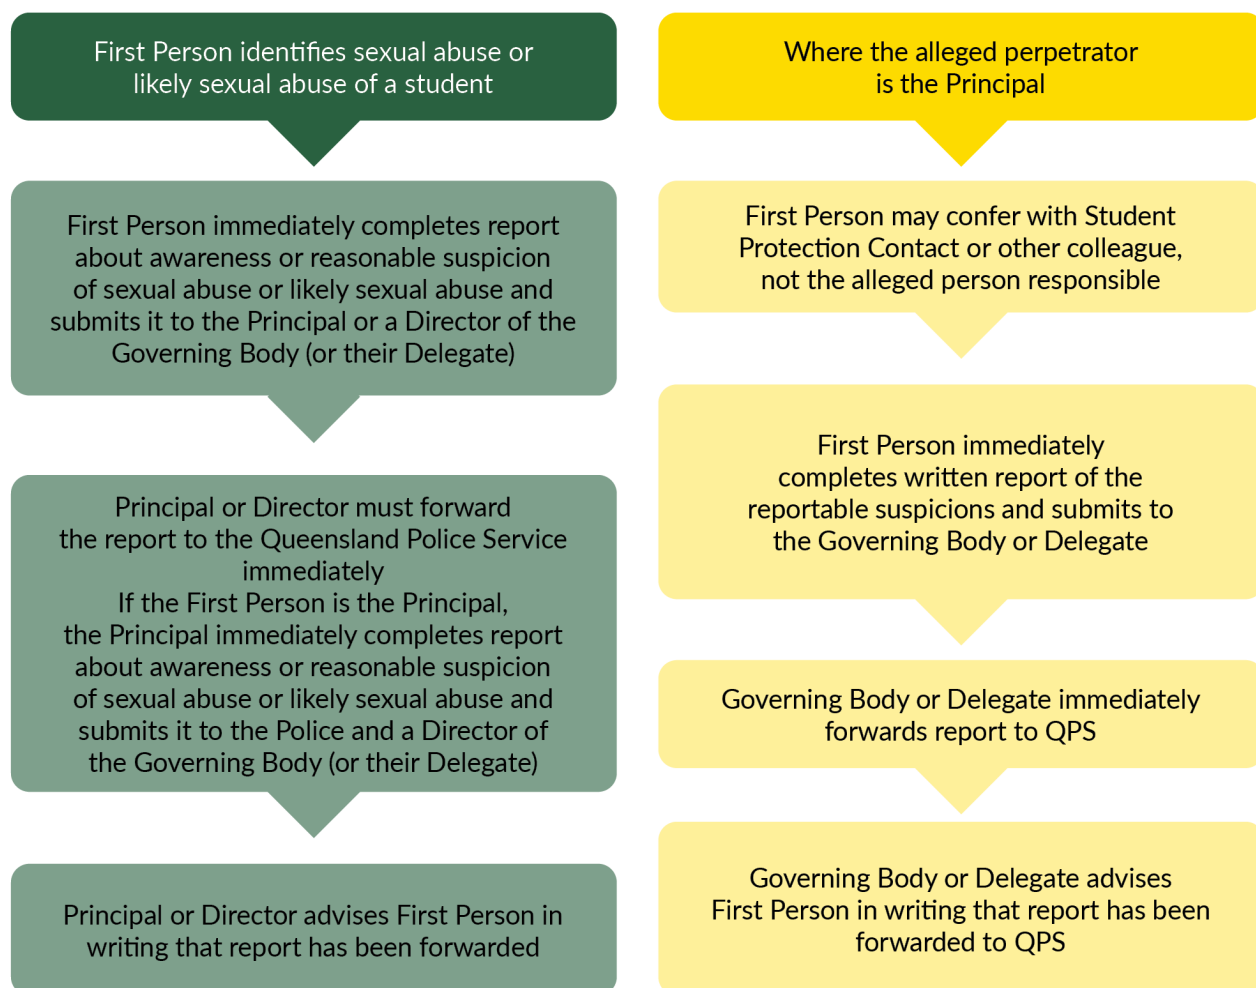 First Person identifies sexual abuse or
likely sexual abuse of a student
First Person immediately completes report
about awareness or reasonable suspicion
of sexual abuse or likely sexual abuse and
submits it to the Principal or a Director of the
Governing Body (or their Delegate)
Principal or Director must forward
the report to the Queensland Police Service
immediately
If the First Person is the Principal,
the Principal immediately completes report
about awareness or reasonable suspicion
of sexual abuse or likely sexual abuse and
submits it to the Police and a Director of
the Governing Body (or their Delegate)
Principal or Director advises First Person in
writing that report has been forwarded
Where the alleged perpetrator
is the Principal
First Person may confer with Student
Protection Contact or other colleague,
not the alleged person responsible
First Person immediately
completes written report of the
reportable suspicions and submits to
the Governing Body or Delegate
Governing Body or Delegate immediately
forwards report to QPS
Governing Body or Delegate advises
First Person in writing that report has been
forwarded to QPS